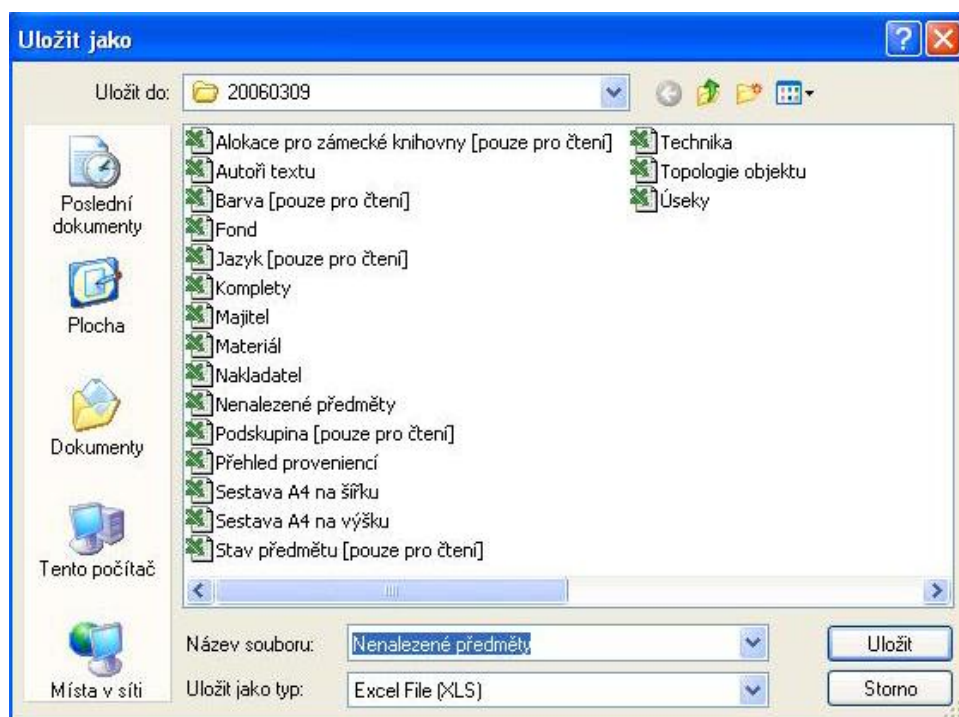 Uložit jako
Uložit do:
20060309
Poslední
dokumenty
Plocha
Dokumenty
Tento počítač
Místa v síti
Alokace pro zámecké knihovny [pouze pro čtení]
Autoři textu
Barva [pouze pro čtení]
Fond
Jazyk [pouze pro čtení]
Komplety
Majitel
Materiál
Nakladatel
Nenalezené předměty
Podskupina [pouze pro čtení]
Přehled proveniencí
Sestava A4 na šířku
Sestava A4 na výšku
Stav předmětu [pouze pro čtení]
Technika
Topologie objektu
Úseky
Název souboru:
Nenalezené předměty
Uložit
Uložit jako typ:
Excel File (XLS)
Storno